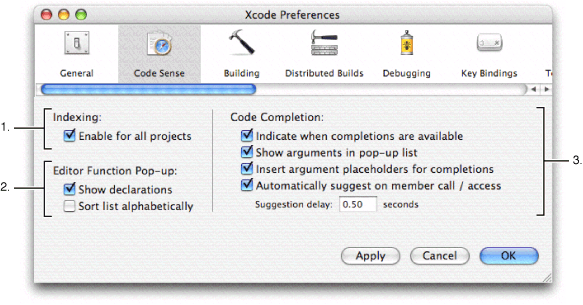 Xcode Preferences
General Code Sense Building Distributed Builds Debugging Key Bindings
1. Indexing:
Enable for all projects
2. Editor Function Pop-up:
Show declarations
Sort list alphabetically
3. Code Completion:
Indicate when completions are available
Show arguments in pop-up list
Insert argument placeholders for completions
Automatically suggest on member call / access
Suggestion delay: 0.50 seconds
Apply Cancel OK